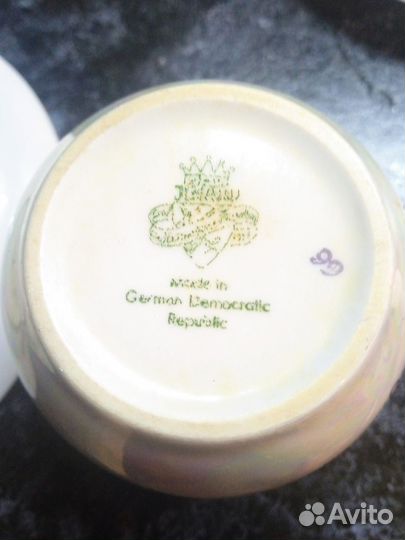 Made in
German Democratic
Republic
99
Avito